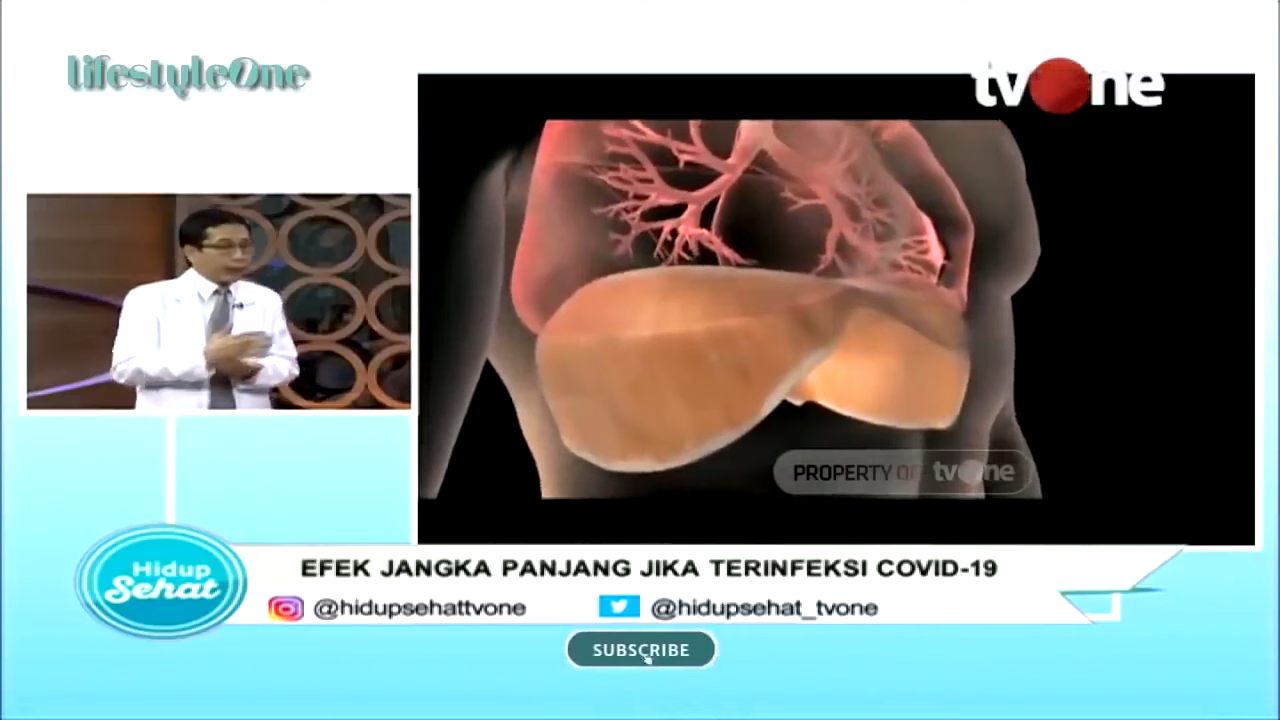 lifestyleOne
tvOne
PROPERTY OF tvOne
Hidup
Sehat
EFEK JANGKA PANJANG JIKA TERINFEKSI COVID-19
@hidupsehattvone
@hidupsehat_tvone
SUBSCRIBE